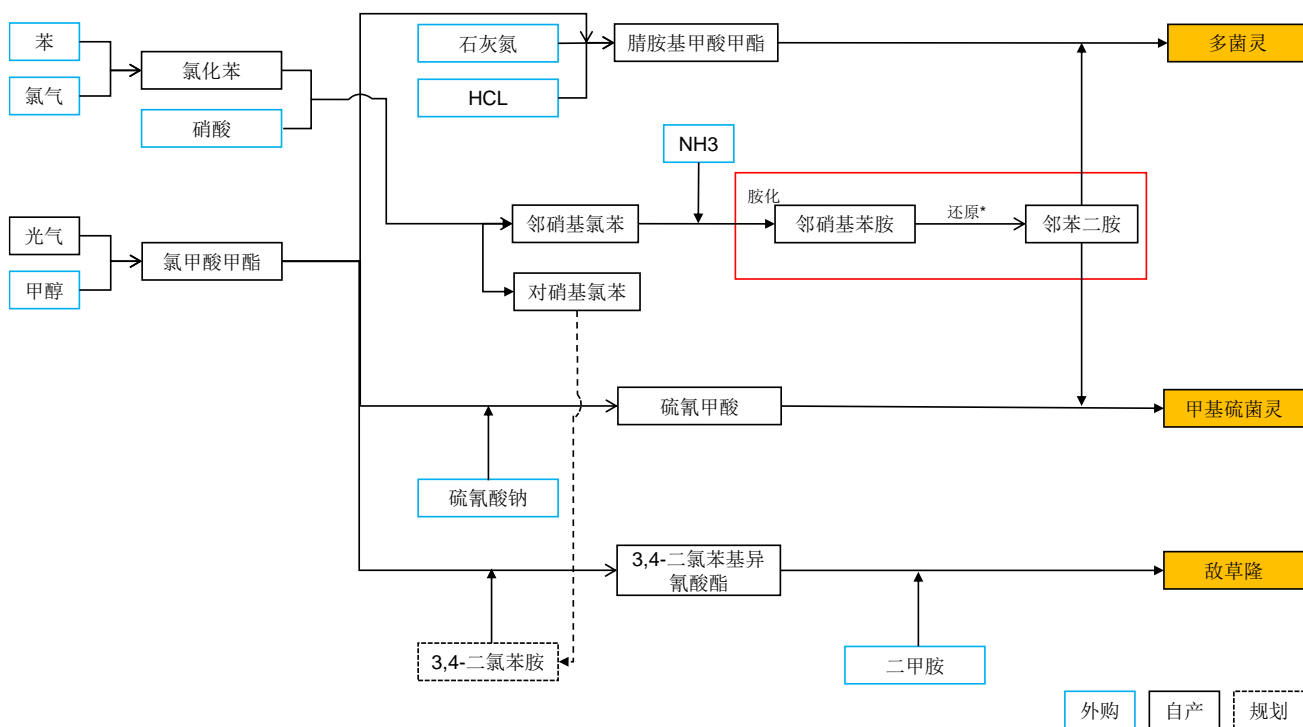 苯
氯气
氯化苯
硝酸
石灰氮
HCL
腈胺基甲酸甲酯
多菌灵
NH3
光气
甲醇
氯甲酸甲酯
邻硝基氯苯
对硝基氯苯
胺化
邻硝基苯胺
还原*
邻苯二胺
硫氰甲酸
甲基硫菌灵
硫氰酸钠
3,4-二氯苯基异
氰酸酯
敌草隆
3,4-二氯苯胺
二甲胺
外购
自产
规划